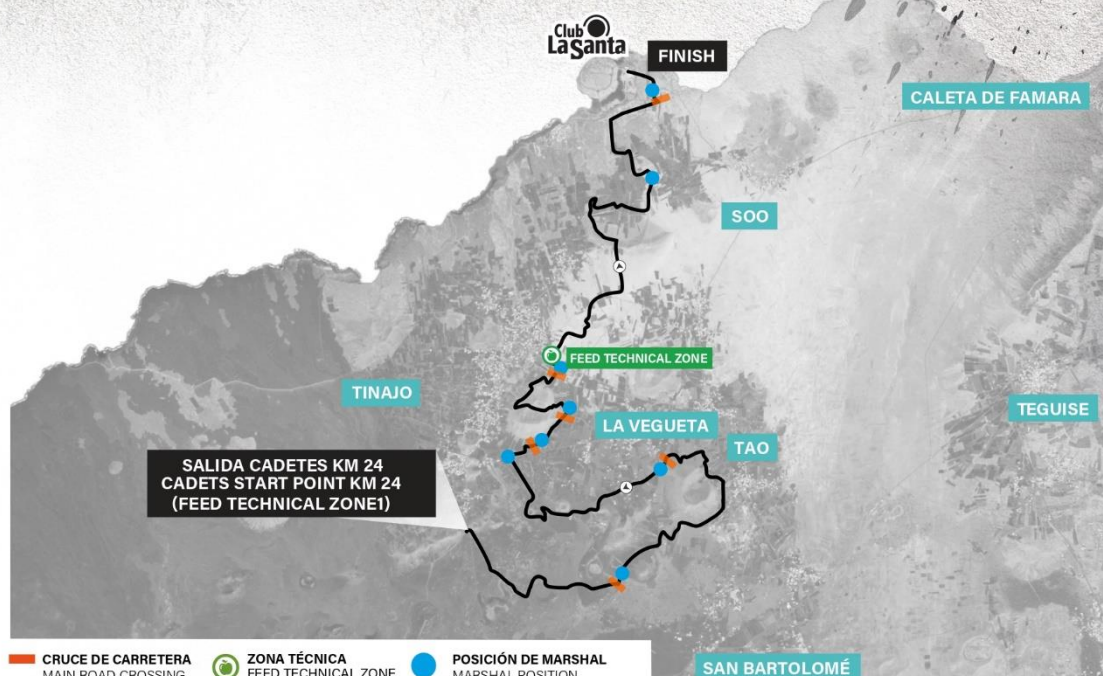 Club
LaSanta
FINISH
CALETA DE FAMARA
SOO
FEED TECHNICAL ZONE
TINAJO
LA VEGUETA
TEGUISE
TAO
SALIDA CADETES KM 24
CADETS START POINT KM 24
(FEED TECHNICAL ZONE1)
CRUCE DE CARRETERA
MAIN ROAD CROSSING
ZONA TÉCNICA
FEED TECHNICAL ZONE
POSICIÓN DE MARSHAL
MARSHAL POSITION
SAN BARTOLOMÉ